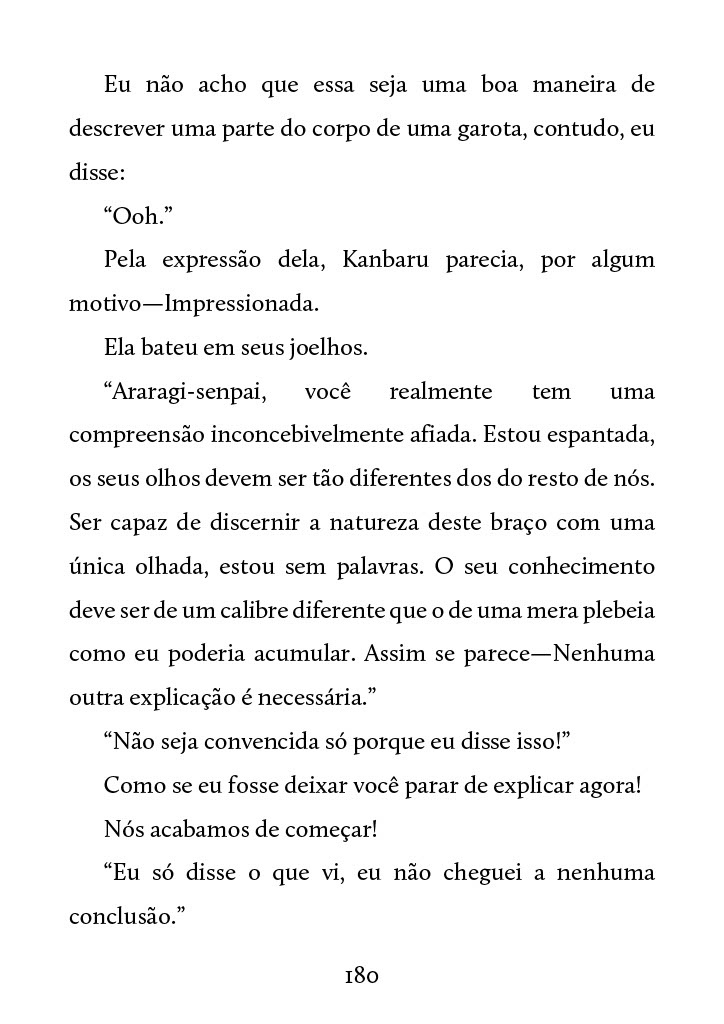 Eu não acho que essa seja uma boa maneira de
descrever uma parte do corpo de uma garota, contudo, eu
disse:
“Ooh.”
Pela expressão dela, Kanbaru parecia, por algum
motivo—Impressionada.
Ela bateu em seus joelhos.
“Araragi-senpai, você realmente tem uma
compreensão inconcebivelmente afiada. Estou espantada,
os seus olhos devem ser tão diferentes dos do resto de nós.
Ser capaz de discernir a natureza deste braço com uma
única olhada, estou sem palavras. O seu conhecimento
deve ser de um calibre diferente que o de uma mera plebeia
como eu poderia acumular. Assim se parece—Nenhuma
outra explicação é necessária.”
“Não seja convencida só porque eu disse isso!”
Como se eu fosse deixar você parar de explicar agora!
Nós acabamos de começar!
“Eu só disse o que vi, eu não cheguei a nenhuma
conclusão.”
180